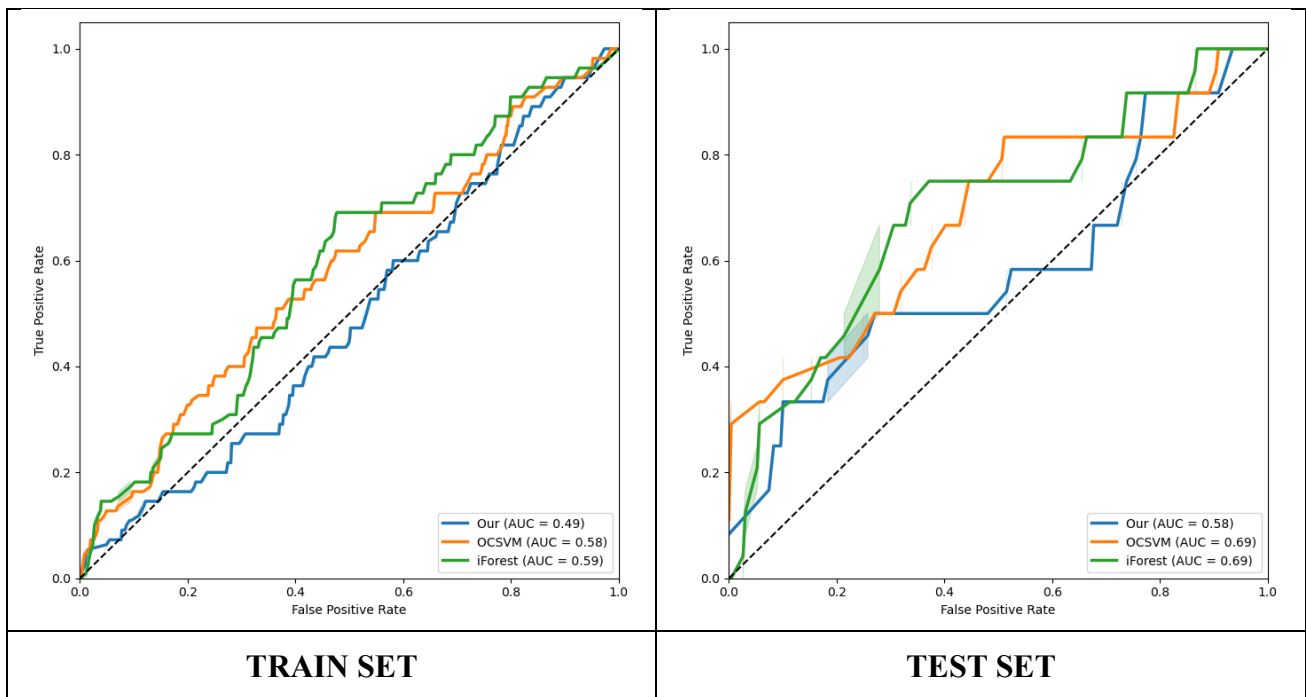 1.0
0.8
0.6
0.4
0.2
0.0
True Positive Rate
0.0 0.2 0.4 0.6 0.8 1.0
False Positive Rate
Our (AUC = 0.49)
OCSVM (AUC = 0.58)
iForest (AUC = 0.59)
TRAIN SET
1.0
0.8
0.6
0.4
0.2
0.0
True Positive Rate
0.0 0.2 0.4 0.6 0.8 1.0
False Positive Rate
Our (AUC = 0.58)
OCSVM (AUC = 0.69)
iForest (AUC = 0.69)
TEST SET